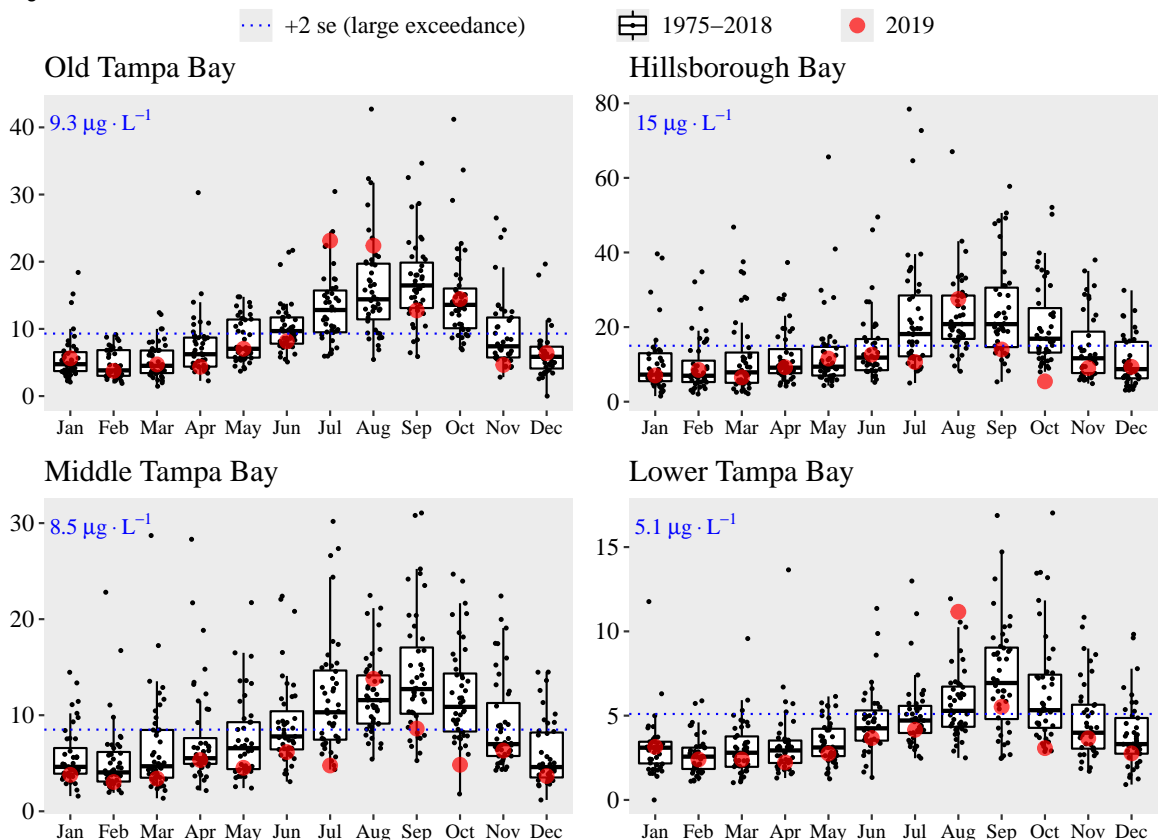 +2 se (large exceedance) 1975–2018 2019
Old Tampa Bay
9.3 μg · L⁻¹
40
30
20
10
0
Jan Feb Mar Apr May Jun Jul Aug Sep Oct Nov Dec
Hillsborough Bay
15 μg · L⁻¹
80
60
40
20
0
Jan Feb Mar Apr May Jun Jul Aug Sep Oct Nov Dec
Middle Tampa Bay
8.5 μg · L⁻¹
30
20
10
0
Jan Feb Mar Apr May Jun Jul Aug Sep Oct Nov Dec
Lower Tampa Bay
5.1 μg · L⁻¹
15
10
5
0
Jan Feb Mar Apr May Jun Jul Aug Sep Oct Nov Dec